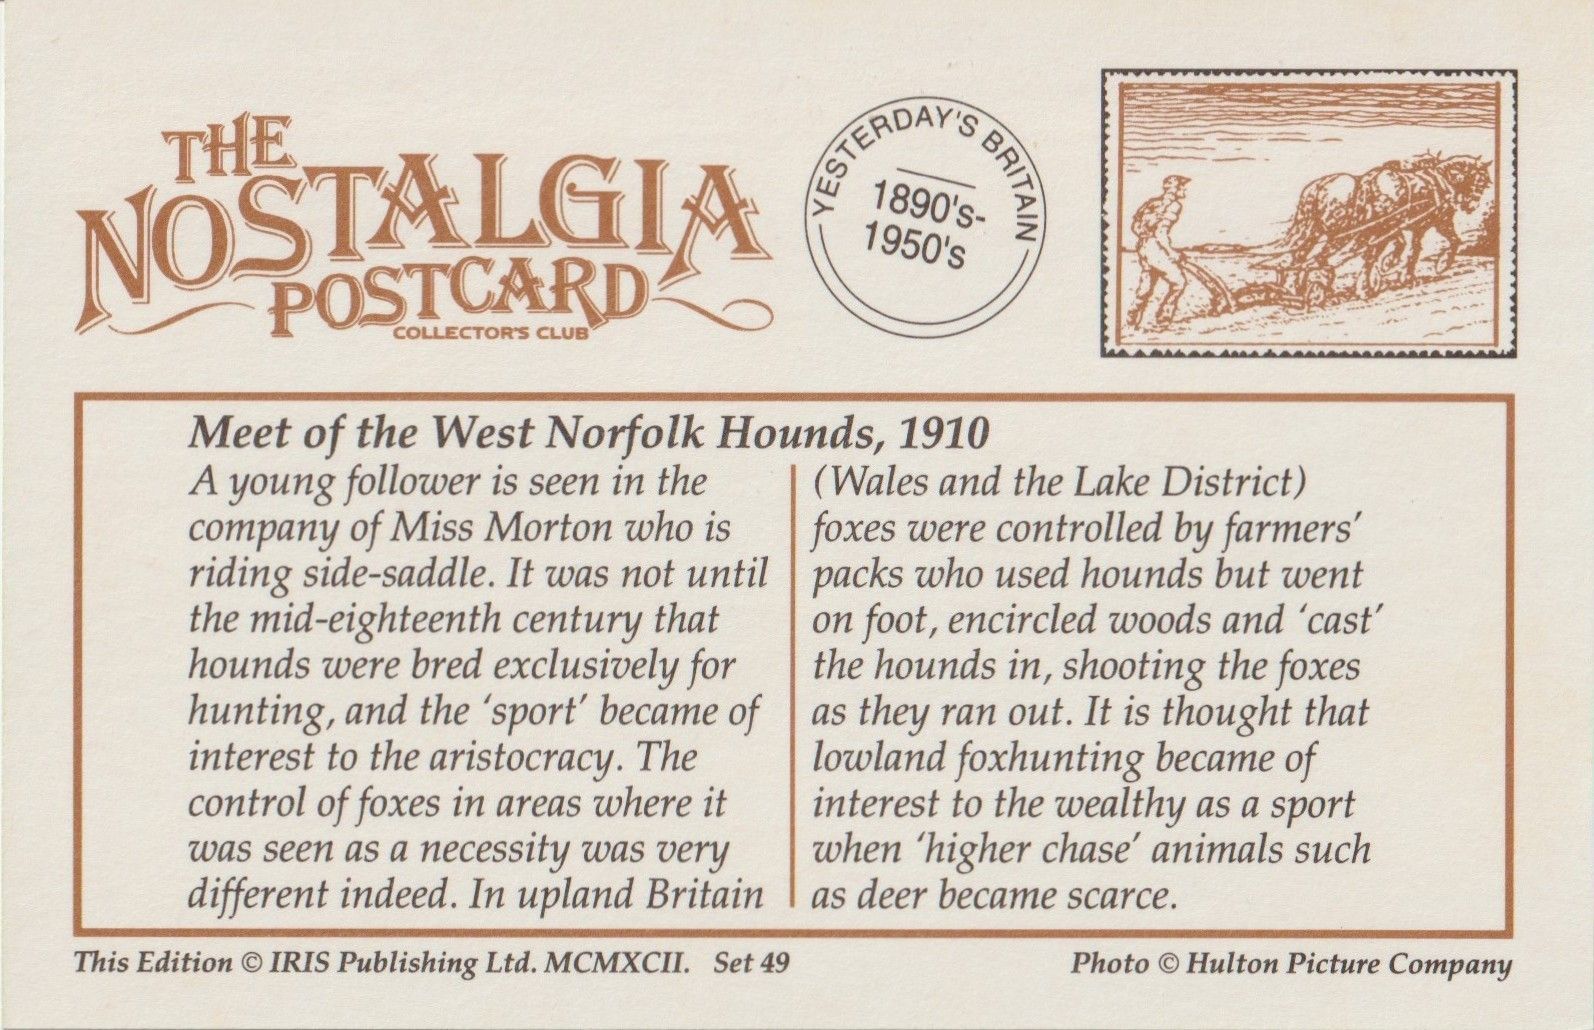 THE
NOSTALGIA
POSTCARD
COLLECTOR'S CLUB
YESTERDAY'S BRITAIN
1890's-
1950's
Meet of the West Norfolk Hounds, 1910
A young follower is seen in the
company of Miss Morton who is
riding side-saddle. It was not until
the mid-eighteenth century that
hounds were bred exclusively for
hunting, and the ‘sport’ became of
interest to the aristocracy. The
control of foxes in areas where it
was seen as a necessity was very
different indeed. In upland Britain
(Wales and the Lake District)
foxes were controlled by farmers’
packs who used hounds but went
on foot, encircled woods and ‘cast’
the hounds in, shooting the foxes
as they ran out. It is thought that
lowland foxhunting became of
interest to the wealthy as a sport
when ‘higher chase’ animals such
as deer became scarce.
This Edition © IRIS Publishing Ltd. MCMXCII. Set 49
Photo © Hulton Picture Company